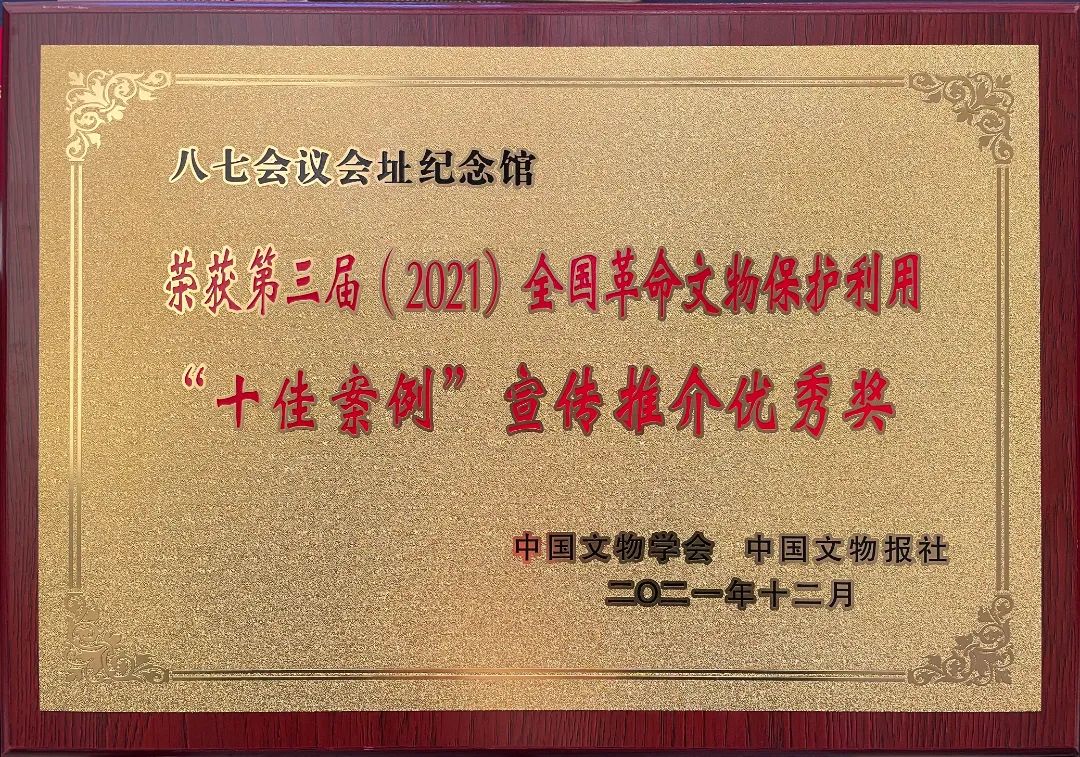 八七会议会址纪念馆
荣获第三届（2021）全国革命文物保护利用
“十佳案例”宣传推介优秀奖
中国文物学会 中国文物报社
二〇二一年十二月